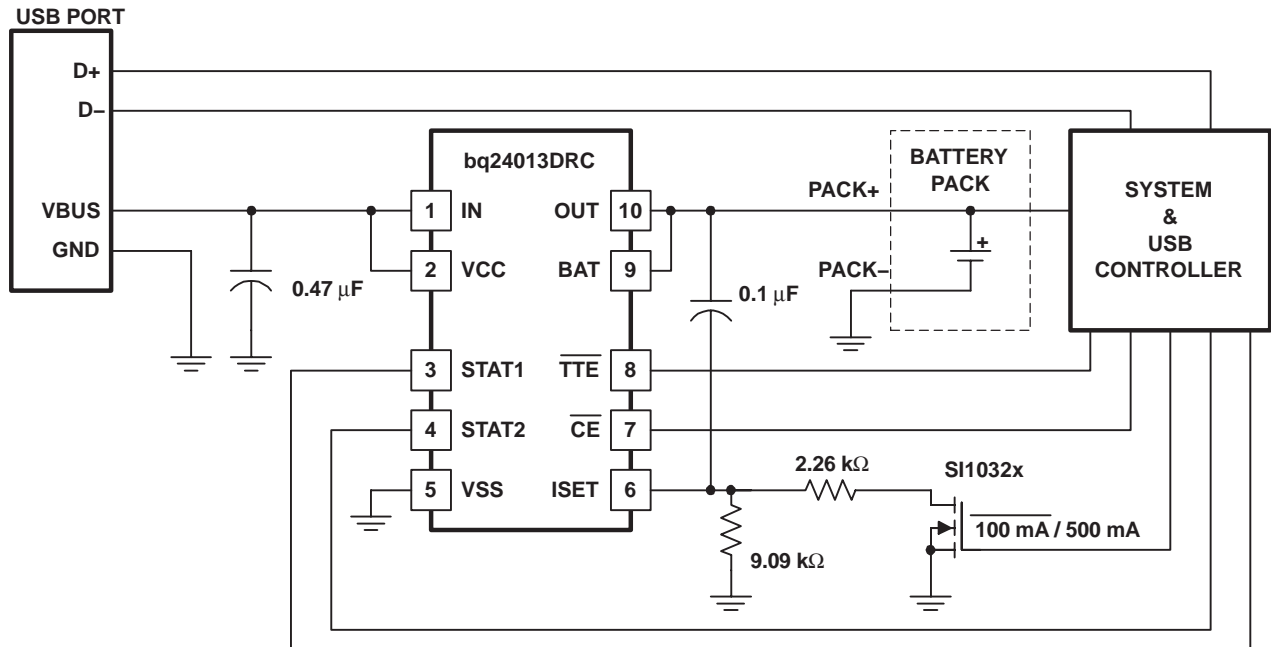 USB PORT
D+
D–
VBUS
GND
0.47 µF
bq24013DRC
1 IN
2 VCC
3 STAT1
4 STAT2
5 VSS
OUT 10
BAT 9
TTE 8
CE 7
ISET 6
0.1 µF
PACK+
PACK–
BATTERY
PACK
+
SYSTEM
&
USB
CONTROLLER
2.26 kΩ
9.09 kΩ
SI1032x
100 mA / 500 mA